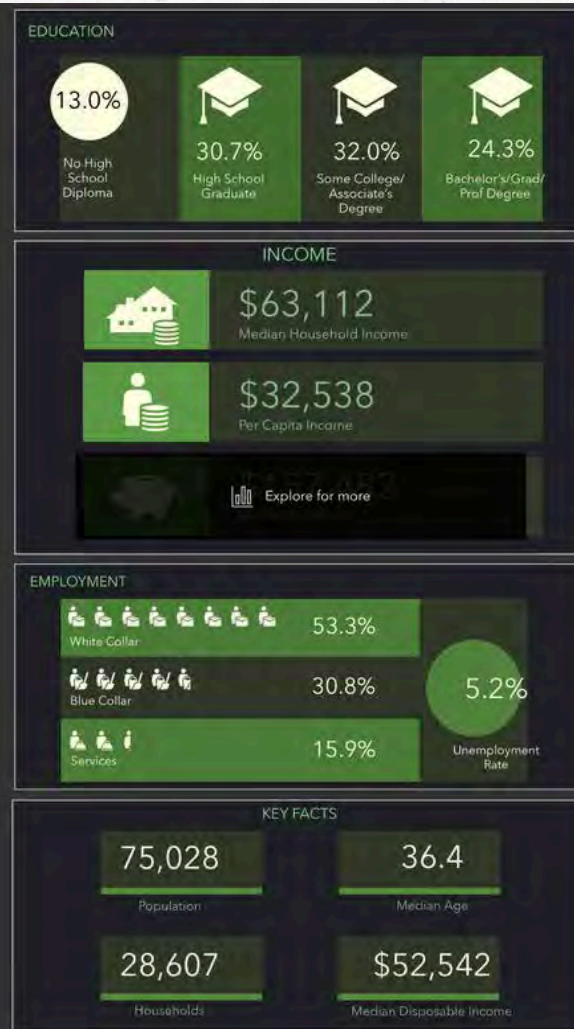 EDUCATION
13.0%
No High
School
Diploma
30.7%
High School
Graduate
32.0%
Some College/
Associate's
Degree
24.3%
Bachelor's/Grad/
Prof Degree
INCOME
$63,112
Median Household Income
$32,538
Per Capita Income
Explore for more
EMPLOYMENT
White Collar
53.3%
Blue Collar
30.8%
Services
15.9%
5.2%
Unemployment
Rate
KEY FACTS
75,028
Population
36.4
Median Age
28,607
Households
$52,542
Median Disposable Income